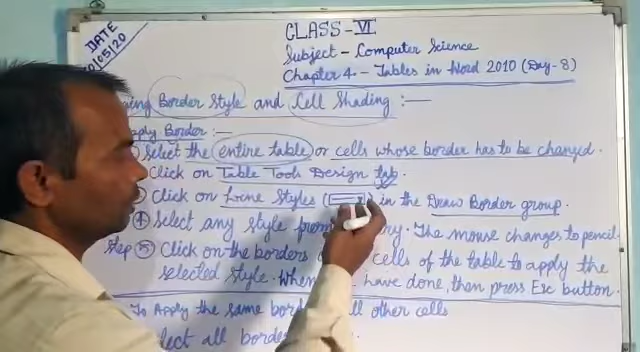 DATE
0/05/20
CLASS - VI
Subject - Computer Science
Chapter 4 - Tables in Word 2010 (Day-8)
Border Style and Cell Shading :—
Border :—
Select the entire table or cells whose border has to be changed.
Click on Table Tools Design tab
Click on Line Styles ( ) in the Draw Border group.
④ Select any style from The mouse changes to pencil.
Step ⑤ Click on the borders cells of the table to apply the
selected style. When have done, then press Esc button.
To Apply the same other cells
all